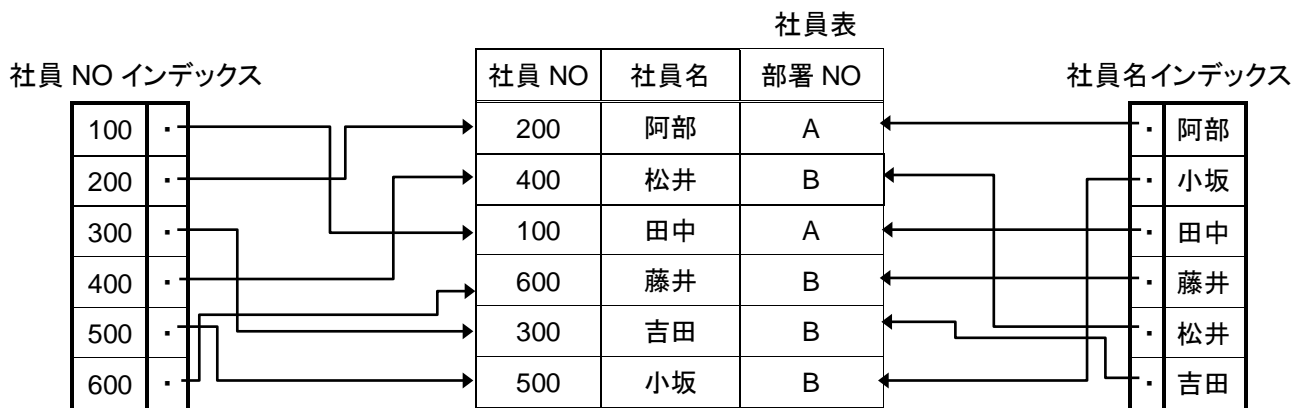 社員表
社員 NO インデックス
社員 NO 社員名 部署 NO
社員名インデックス
100 ・ 200 阿部 A ・ 阿部
200 ・ 400 松井 B ・ 小坂
300 ・ 100 田中 A ・ 田中
400 ・ 600 藤井 B ・ 藤井
500 ・ 300 吉田 B ・ 松井
600 ・ 500 小坂 B ・ 吉田